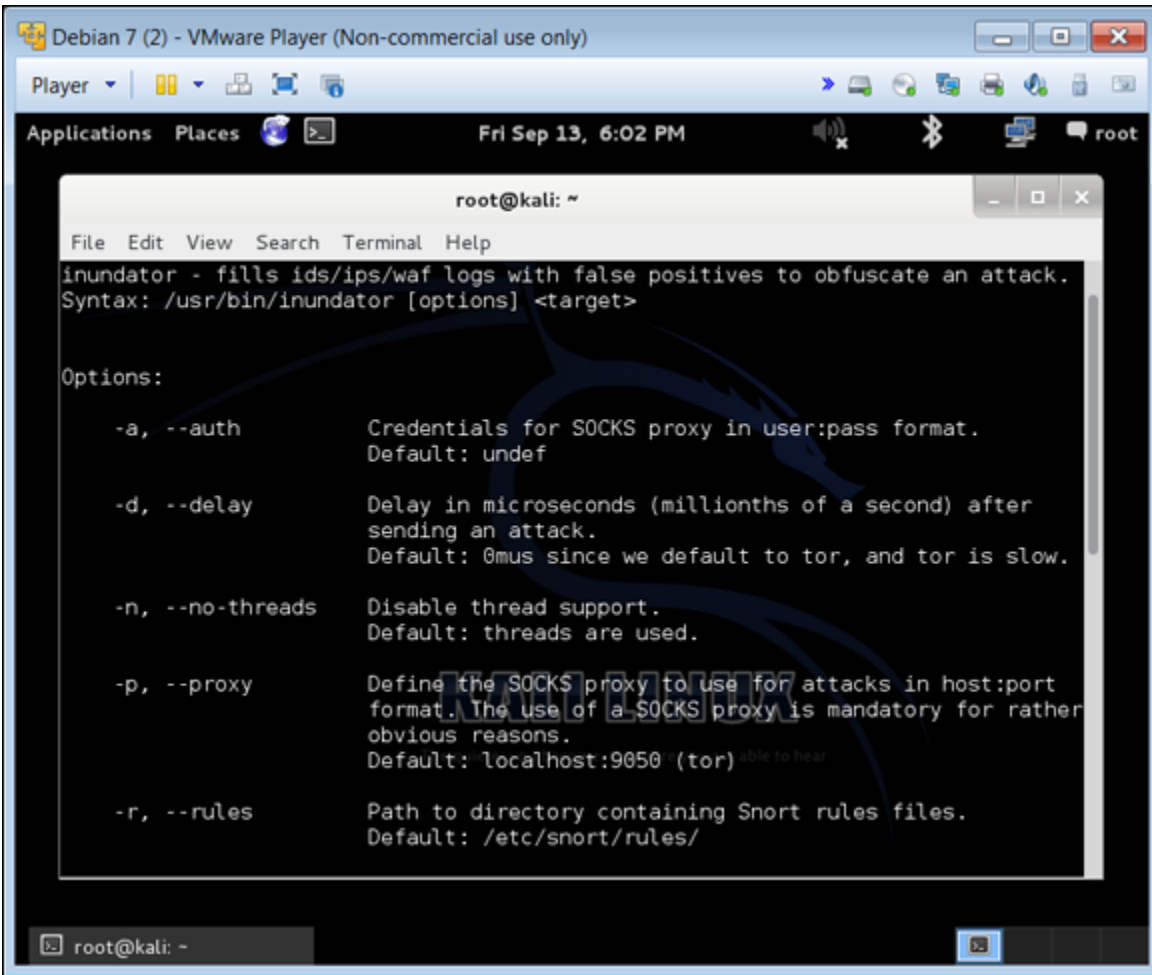 Debian 7 (2) - VMware Player (Non-commercial use only)
Player
Applications Places Fri Sep 13, 6:02 PM root
root@kali: ~
File Edit View Search Terminal Help
inundator - fills ids/ips/waf logs with false positives to obfuscate an attack.
Syntax: /usr/bin/inundator [options] <target>
Options:
-a, --auth Credentials for SOCKS proxy in user:pass format.
Default: undef
-d, --delay Delay in microseconds (millionths of a second) after
sending an attack.
Default: 0mus since we default to tor, and tor is slow.
-n, --no-threads Disable thread support.
Default: threads are used.
-p, --proxy Define the SOCKS proxy to use for attacks in host:port
format. The use of a SOCKS proxy is mandatory for rather
obvious reasons.
Default: localhost:9050 (tor)
KALI LINUX
able to hear
-r, --rules Path to directory containing Snort rules files.
Default: /etc/snort/rules/
root@kali: ~